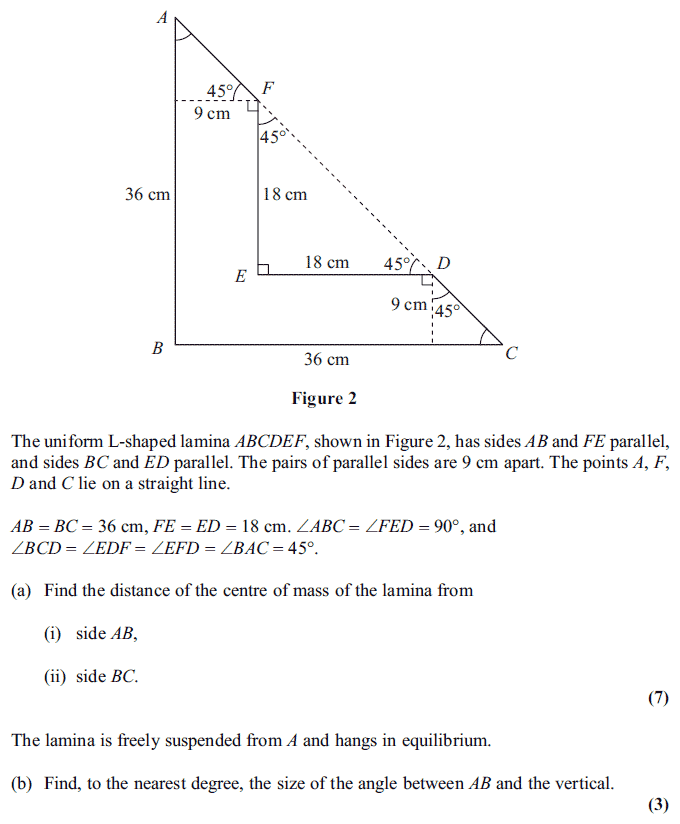 A
45° F
9 cm
45°
36 cm 18 cm
18 cm 45° D
E
9 cm 45°
B C
36 cm
Figure 2
The uniform L-shaped lamina ABCDEF, shown in Figure 2, has sides AB and FE parallel,
and sides BC and ED parallel. The pairs of parallel sides are 9 cm apart. The points A, F,
D and C lie on a straight line.
AB = BC = 36 cm, FE = ED = 18 cm. ∠ABC = ∠FED = 90°, and
∠BCD = ∠EDF = ∠EFD = ∠BAC = 45°.
(a) Find the distance of the centre of mass of the lamina from
(i) side AB,
(ii) side BC.
(7)
The lamina is freely suspended from A and hangs in equilibrium.
(b) Find, to the nearest degree, the size of the angle between AB and the vertical.
(3)